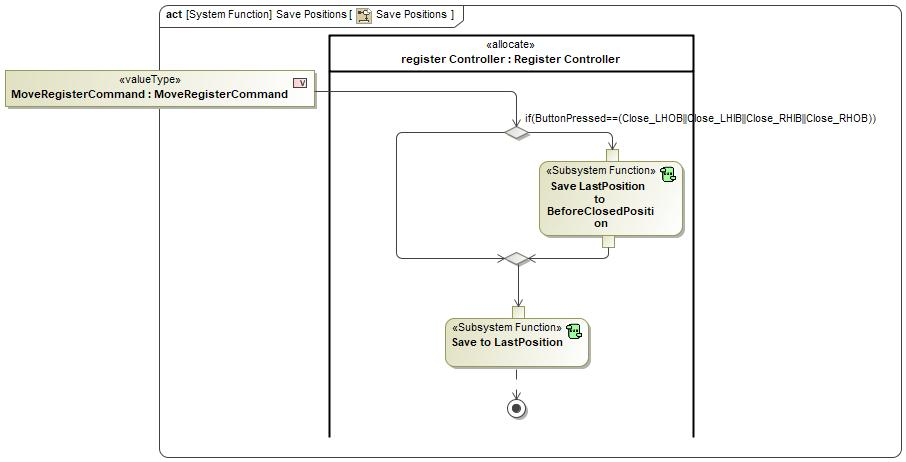 act [System Function] Save Positions [ Save Positions ]
«allocate»
register Controller : Register Controller
«valueType»
V
MoveRegisterCommand : MoveRegisterCommand
if(ButtonPressed==(Close_LHOB||Close_LHIB||Close_RHIB||Close_RHOB))
«Subsystem Function»
Save LastPosition
to
BeforeClosedPositi
on
«Subsystem Function»
Save to LastPosition